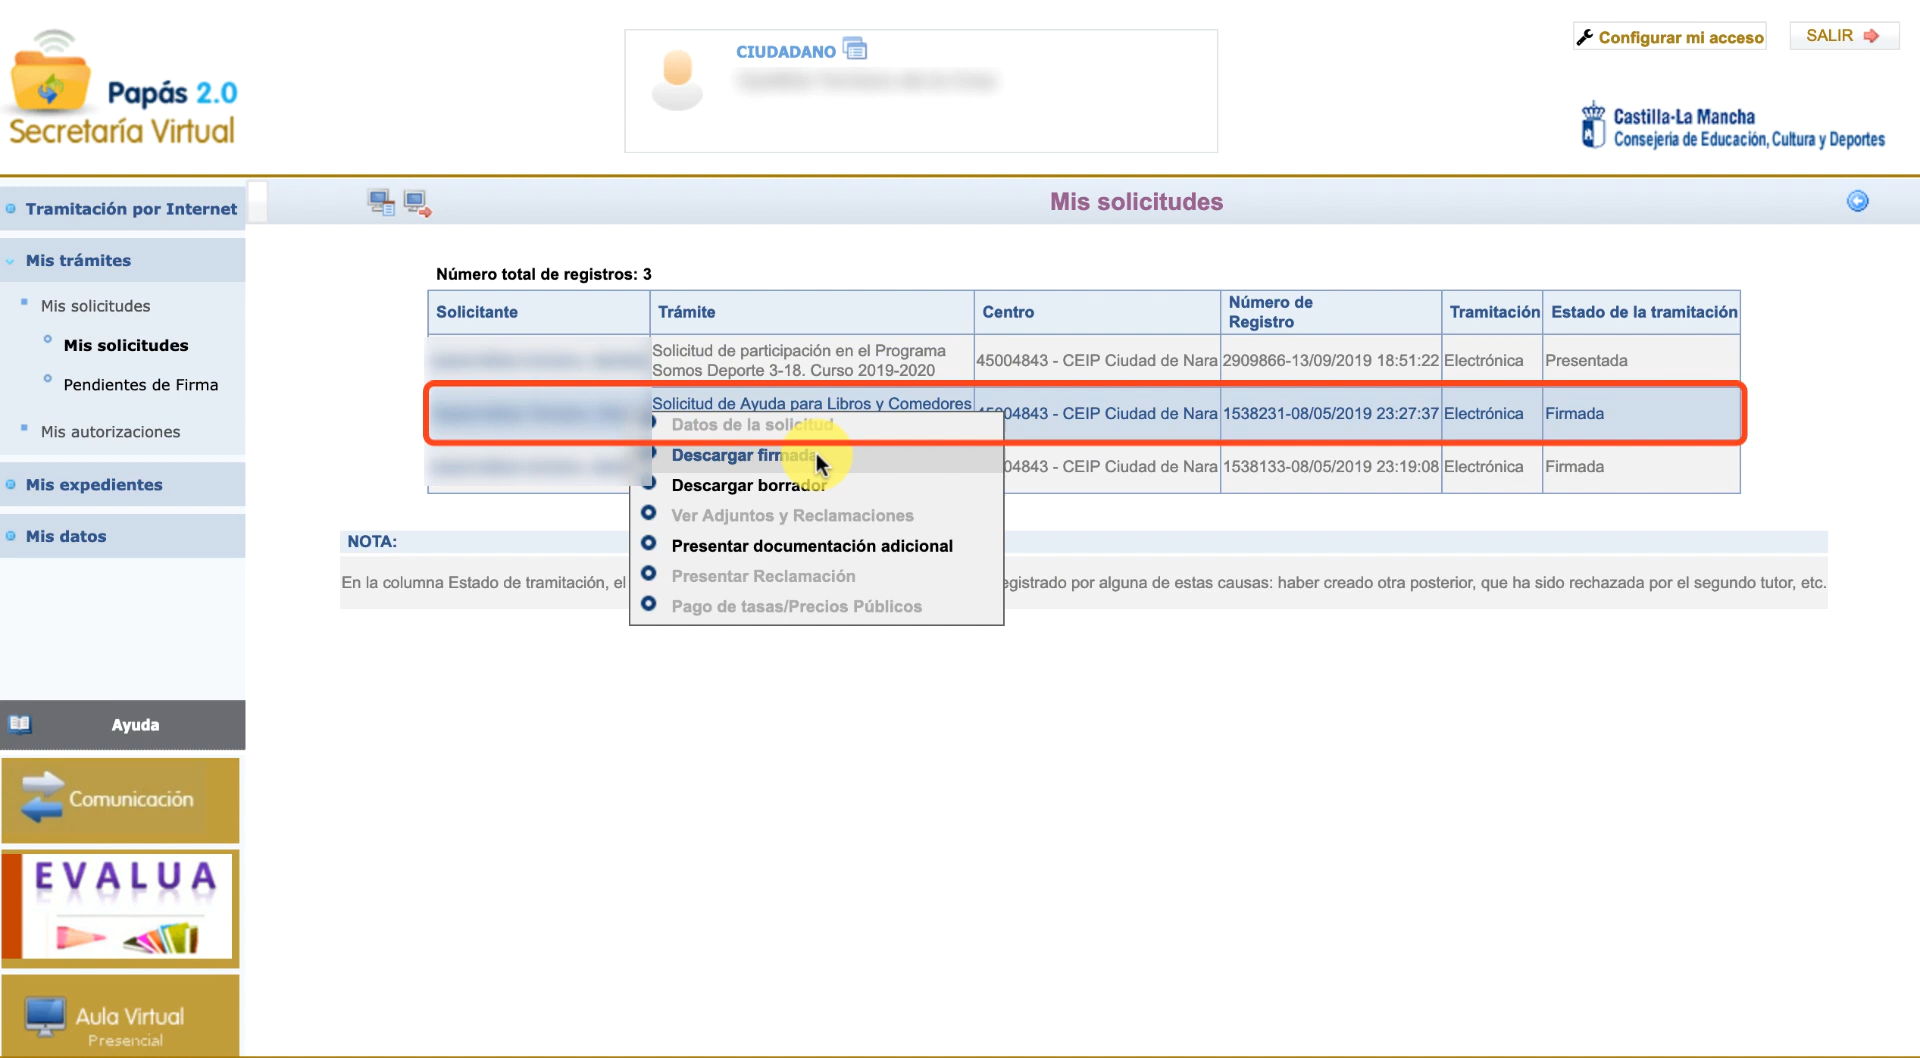 Papás 2.0
Secretaría Virtual
CIUDADANO
Configurar mi acceso
SALIR
Castilla-La Mancha
Consejería de Educación, Cultura y Deportes
Tramitación por Internet
Mis trámites
Mis solicitudes
Mis solicitudes
Pendientes de Firma
Mis autorizaciones
Mis expedientes
Mis datos
Ayuda
Comunicación
EVALUA
Aula Virtual
Presencial
Mis solicitudes
Número total de registros: 3
Solicitante Trámite Centro Número de Registro Tramitación Estado de la tramitación
Solicitud de participación en el Programa
Somos Deporte 3-18. Curso 2019-2020
45004843 - CEIP Ciudad de Nara 2909866-13/09/2019 18:51:22 Electrónica Presentada
Solicitud de Ayuda para Libros y Comedores
04843 - CEIP Ciudad de Nara 1538231-08/05/2019 23:27:37 Electrónica Firmada
04843 - CEIP Ciudad de Nara 1538133-08/05/2019 23:19:08 Electrónica Firmada
Datos de la solicitud
Descargar firmada
Descargar borrador
Ver Adjuntos y Reclamaciones
Presentar documentación adicional
Presentar Reclamación
Pago de tasas/Precios Públicos
NOTA:
En la columna Estado de tramitación, el egistrado por alguna de estas causas: haber creado otra posterior, que ha sido rechazada por el segundo tutor, etc.